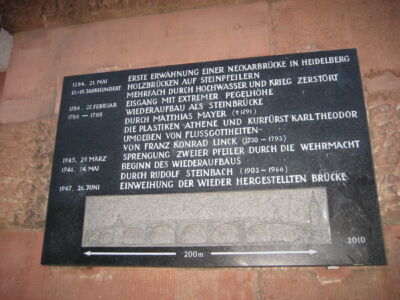 1284, 21. MAI ERSTE ERWÄHNUNG EINER NECKARBRÜCKE IN HEIDELBERG
13.-18. JAHRHUNDERT HOLZBRÜCKEN AUF STEINPFEILERN
MEHRFACH DURCH HOCHWASSER UND KRIEG ZERSTÖRT
1784, 27. FEBRUAR EISGANG MIT EXTREMER PEGELHÖHE
1786 – 1788 WIEDERAUFBAU ALS STEINBRÜCKE
DURCH MATTHIAS MAYER († 1791)
DIE PLASTIKEN -ATHENE UND KURFÜRST KARL THEODOR
UMGEBEN VON FLUSSGOTTHEITEN-
VON FRANZ KONRAD LINCK (1730 – 1793)
1945, 29. MÄRZ SPRENGUNG ZWEIER PFEILER DURCH DIE WEHRMACHT
1946, 14. MAI BEGINN DES WIEDERAUFBAUS
DURCH RUDOLF STEINBACH (1903 – 1966)
1947, 26. JUNI EINWEIHUNG DER WIEDER HERGESTELLTEN BRÜCKE
200m
2010